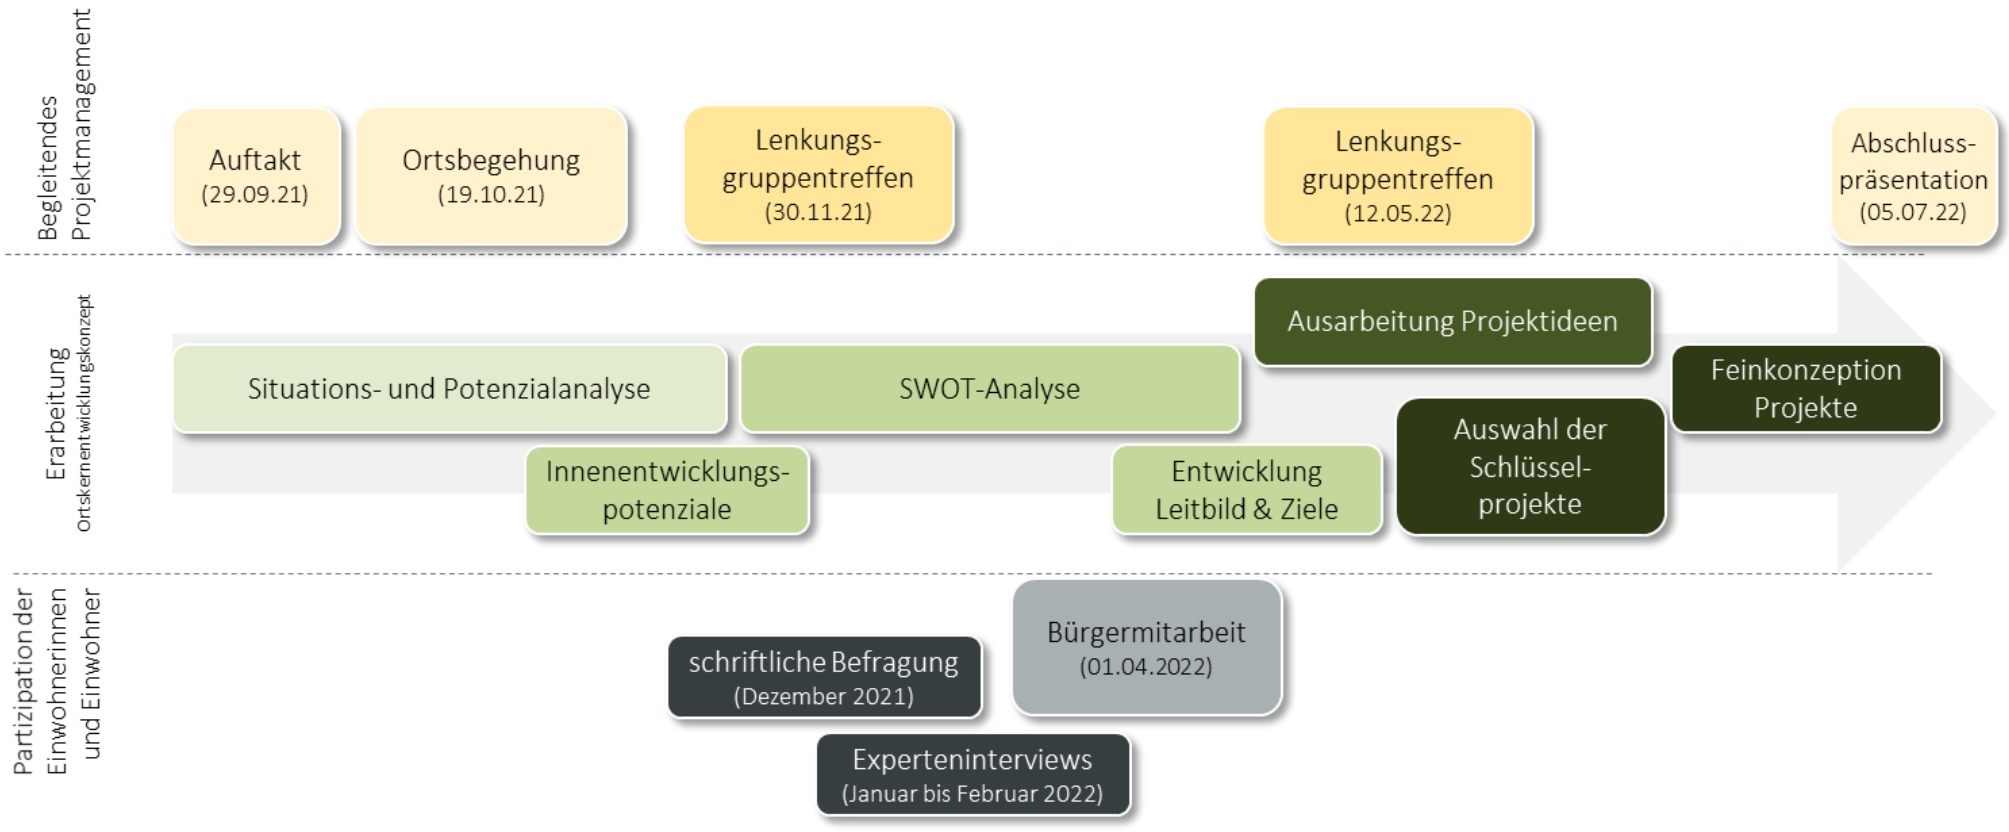 Begleitendes
Projektmanagement
Auftakt
(29.09.21)
Ortsbegehung
(19.10.21)
Lenkungs-
gruppentreffen
(30.11.21)
Lenkungs-
gruppentreffen
(12.05.22)
Abschluss-
präsentation
(05.07.22)
Erarbeitung
Ortskernentwicklungskonzept
Situations- und Potenzialanalyse
Innenentwicklungs-
potenziale
SWOT-Analyse
Entwicklung
Leitbild & Ziele
Ausarbeitung Projektideen
Auswahl der
Schlüssel-
projekte
Feinkonzeption
Projekte
Partizipation der
Einwohnerinnen
und Einwohner
schriftliche Befragung
(Dezember 2021)
Experteninterviews
(Januar bis Februar 2022)
Bürgermitarbeit
(01.04.2022)